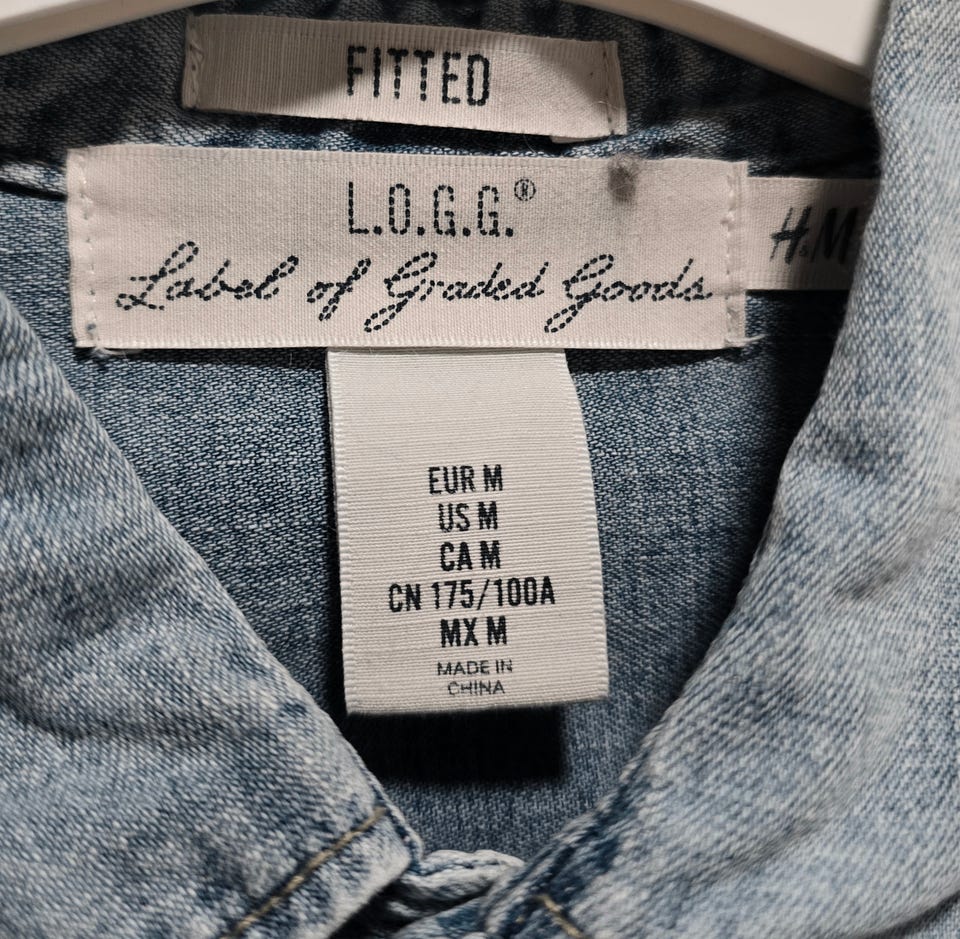 FITTED
L.O.G.G.®
Label of Graded Goods
H&M
EUR M
US M
CA M
CN 175/100A
MX M
MADE IN
CHINA